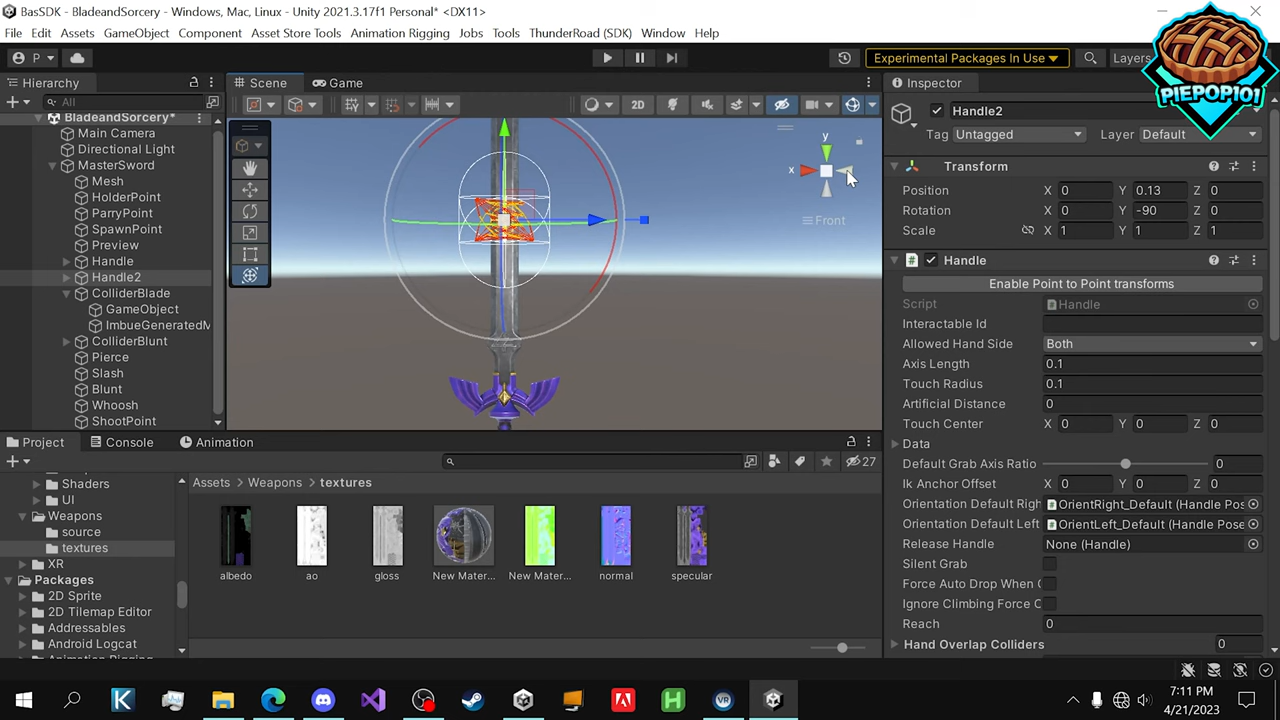 BasSDK - BladeandSorcery - Windows, Mac, Linux - Unity 2021.3.17f1 Personal* <DX11>
File Edit Assets GameObject Component Asset Store Tools Animation Rigging Jobs Tools ThunderRoad (SDK) Window Help
P Experimental Packages In Use Layers
PIEPOP101
Hierarchy Scene Game Inspector
All 2D
BladeandSorcery*
Main Camera
Directional Light
MasterSword
Mesh
HolderPoint
ParryPoint
SpawnPoint
Preview
Handle
Handle2
ColliderBlade
GameObject
ImbueGeneratedM
ColliderBlunt
Pierce
Slash
Blunt
Whoosh
ShootPoint
y
x
Front
Handle2
Tag Untagged Layer Default
Transform
Position X 0 Y 0.13 Z 0
Rotation X 0 Y -90 Z 0
Scale X 1 Y 1 Z 1
Handle
Enable Point to Point transforms
Script Handle
Interactable Id
Allowed Hand Side Both
Axis Length 0.1
Touch Radius 0.1
Artificial Distance 0
Touch Center X 0 Y 0 Z 0
Data
Default Grab Axis Ratio 0
Ik Anchor Offset X 0 Y 0 Z 0
Orientation Default Righ OrientRight_Default (Handle Pos
Orientation Default Left OrientLeft_Default (Handle Pose
Release Handle None (Handle)
Silent Grab
Force Auto Drop When C
Ignore Climbing Force C
Reach 0
Hand Overlap Colliders 0
Project Console Animation
27
Shaders
UI
Weapons
source
textures
XR
Packages
2D Sprite
2D Tilemap Editor
Addressables
Android Logcat
Animation Rigging
Assets Weapons textures
albedo ao gloss New Mater... New Mater... normal specular
7:11 PM
4/21/2023